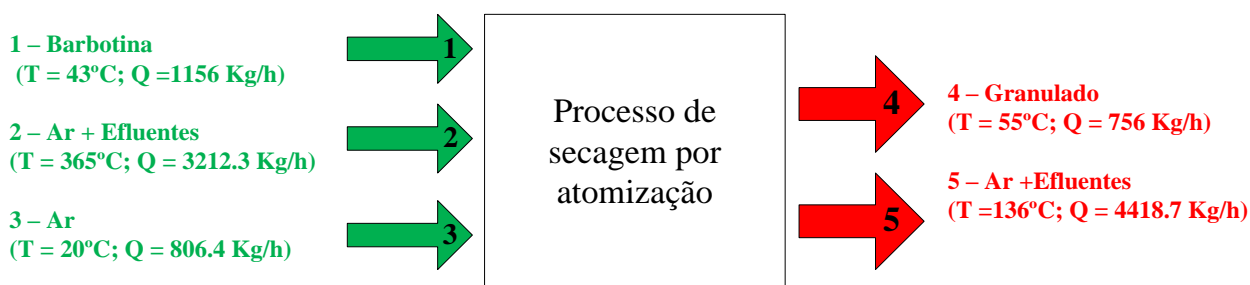 1 – Barbotina
(T = 43ºC; Q =1156 Kg/h)
1
2 – Ar + Efluentes
(T = 365ºC; Q = 3212.3 Kg/h)
2
3 – Ar
(T = 20ºC; Q = 806.4 Kg/h)
3
Processo de
secagem por
atomização
4
4 – Granulado
(T = 55ºC; Q = 756 Kg/h)
5
5 – Ar +Efluentes
(T =136ºC; Q = 4418.7 Kg/h)